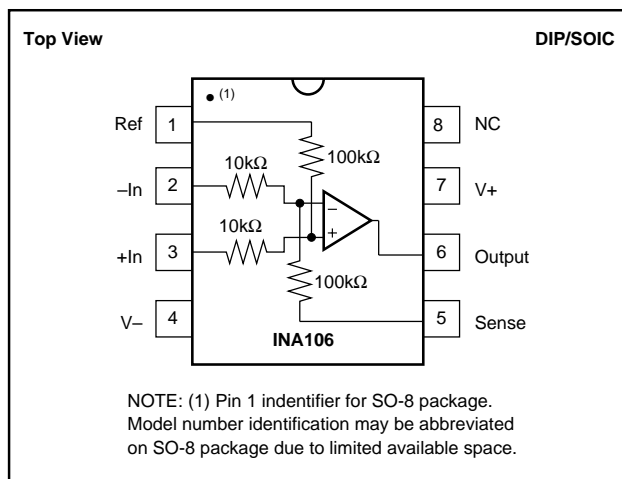 Top View
DIP/SOIC
(1)
Ref 1
8 NC
100kΩ
10kΩ
–In 2
7 V+
10kΩ
–
+
+In 3
6 Output
100kΩ
V– 4
5 Sense
INA106
NOTE: (1) Pin 1 indentifier for SO-8 package.
Model number identification may be abbreviated
on SO-8 package due to limited available space.